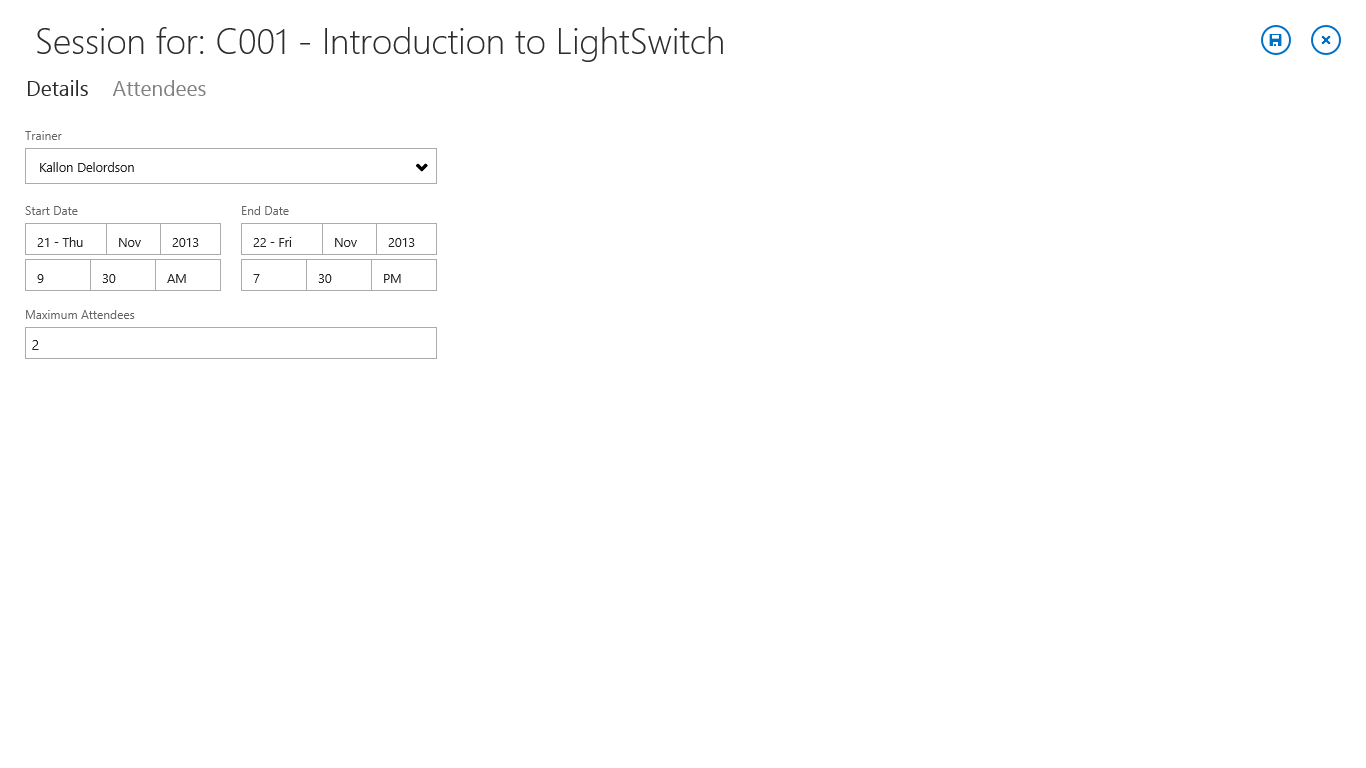 Session for: C001 - Introduction to LightSwitch
Details Attendees
Trainer
Kallon Delordson
Start Date End Date
21 - Thu Nov 2013 22 - Fri Nov 2013
9 30 AM 7 30 PM
Maximum Attendees
2